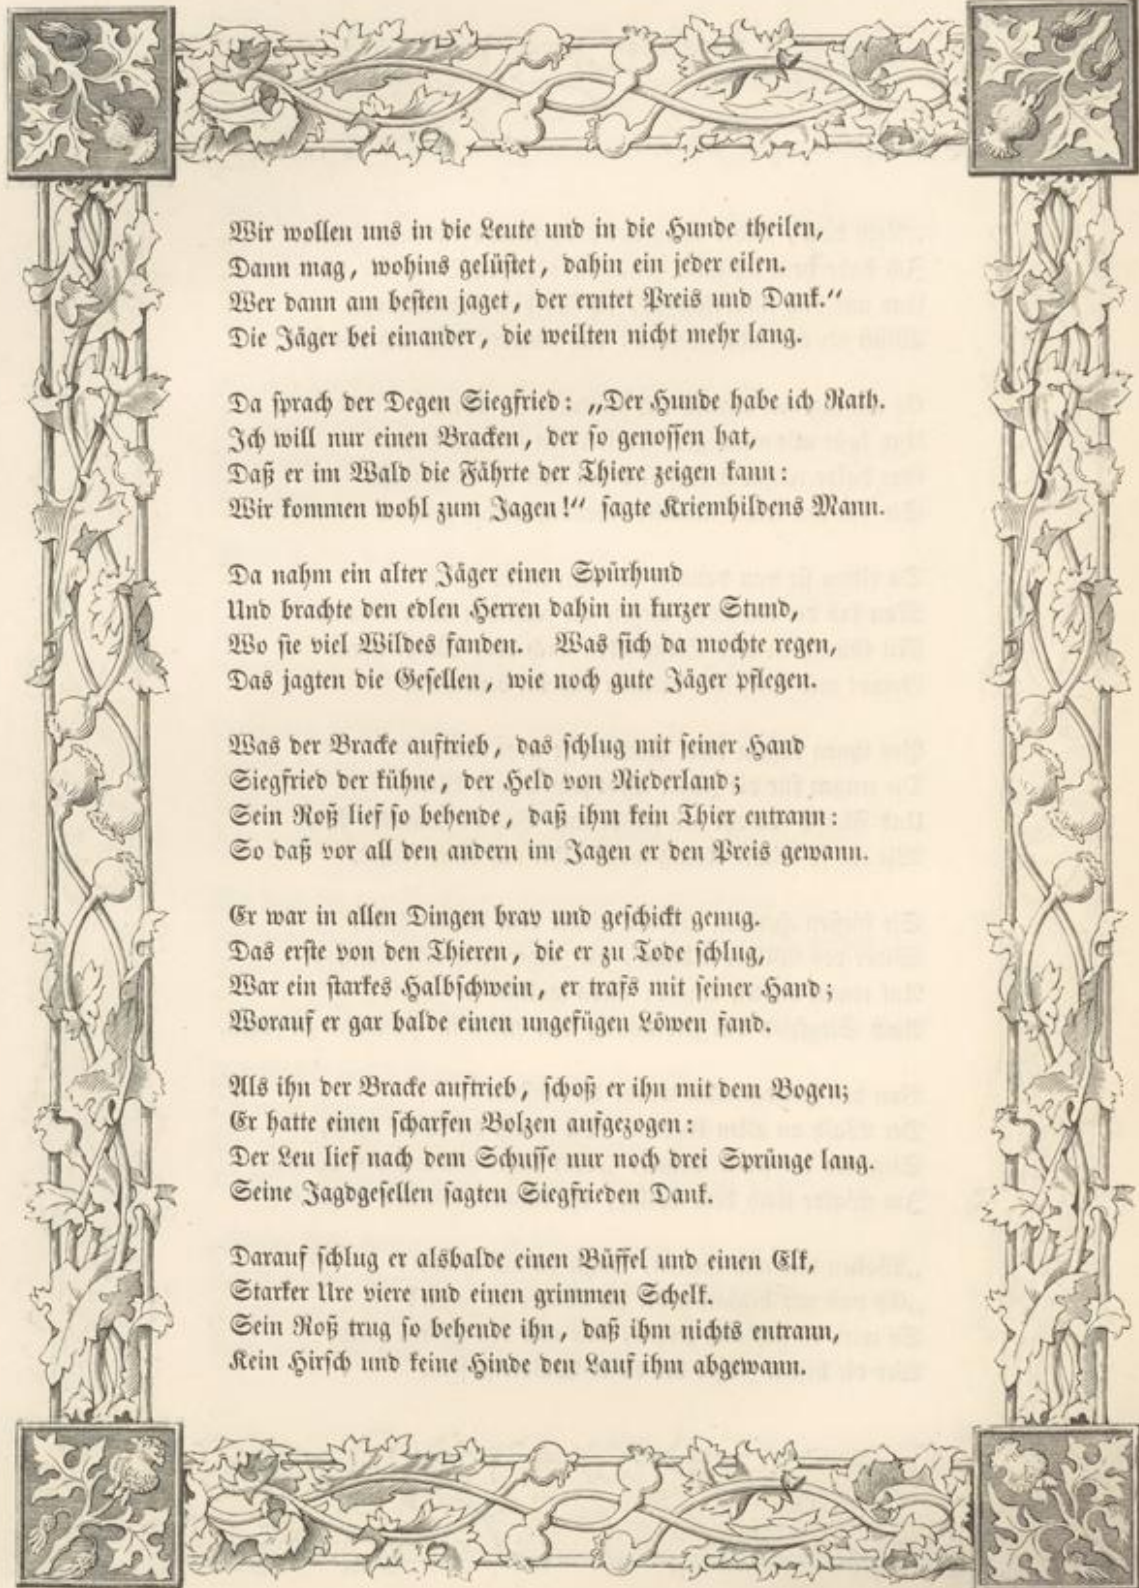 Wir wollen uns in die Leute und in die Hunde theilen,
Dann mag, wohins gelüstet, dahin ein jeder eilen.
Wer dann am besten jaget, der erntet Preis und Dank.“
Die Jäger bei einander, die weilten nicht mehr lang.

Da sprach der Degen Siegfried: „Der Hunde habe ich Rath.
Ich will nur einen Bracken, der so genossen hat,
Daß er im Wald die Fährte der Thiere zeigen kann:
Wir kommen wohl zum Jagen!“ sagte Kriemhildens Mann.

Da nahm ein alter Jäger einen Spürhund
Und brachte den edlen Herren dahin in kurzer Stund,
Wo sie viel Wildes fanden. Was sich da mochte regen,
Das jagten die Gesellen, wie noch gute Jäger pflegen.

Was der Bracke auftrieb, das schlug mit seiner Hand
Siegfried der kühne, der Held von Niederland;
Sein Roß lief so behende, daß ihm kein Thier entrann:
So daß vor all den andern im Jagen er den Preis gewann.

Er war in allen Dingen brav und geschickt genug.
Das erste von den Thieren, die er zu Tode schlug,
War ein starkes Halbschwein, er trafs mit seiner Hand;
Worauf er gar balde einen ungefügen Löwen fand.

Als ihn der Bracke auftrieb, schoß er ihn mit dem Bogen;
Er hatte einen scharfen Bolzen aufgezogen:
Der Leu lief nach dem Schusse nur noch drei Sprünge lang.
Seine Jagdgesellen sagten Siegfrieden Dank.

Darauf schlug er alsbalde einen Büffel und einen Elk,
Starker Ure viere und einen grimmen Schelk.
Sein Roß trug so behende ihn, daß ihm nichts entrann,
Kein Hirsch und keine Hinde den Lauf ihm abgewann.